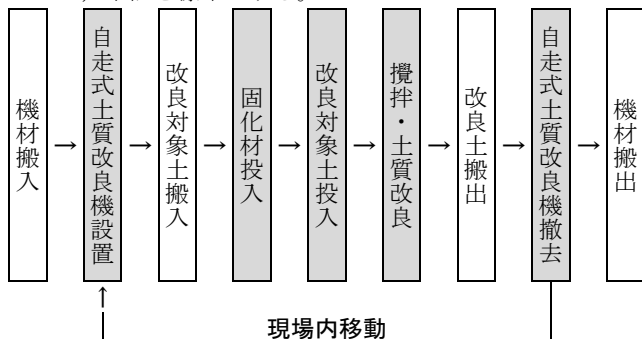 機材搬入
→
自走式土質改良機設置
→
改良対象土搬入
→
固化材投入
→
改良対象土投入
→
攪拌・土質改良
→
改良土搬出
→
自走式土質改良機撤去
→
機材搬出
↑
現場内移動